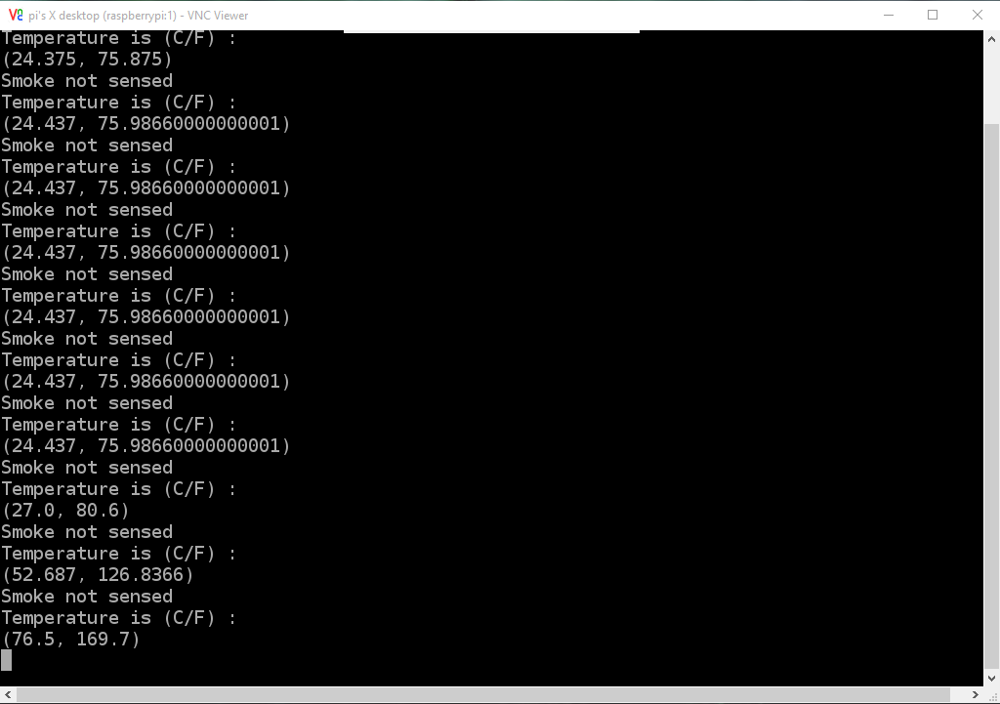 pi's X desktop (raspberrypi:1) - VNC Viewer
Temperature is (C/F) :
(24.375, 75.875)
Smoke not sensed
Temperature is (C/F) :
(24.437, 75.98660000000001)
Smoke not sensed
Temperature is (C/F) :
(24.437, 75.98660000000001)
Smoke not sensed
Temperature is (C/F) :
(24.437, 75.98660000000001)
Smoke not sensed
Temperature is (C/F) :
(24.437, 75.98660000000001)
Smoke not sensed
Temperature is (C/F) :
(24.437, 75.98660000000001)
Smoke not sensed
Temperature is (C/F) :
(24.437, 75.98660000000001)
Smoke not sensed
Temperature is (C/F) :
(27.0, 80.6)
Smoke not sensed
Temperature is (C/F) :
(52.687, 126.8366)
Smoke not sensed
Temperature is (C/F) :
(76.5, 169.7)